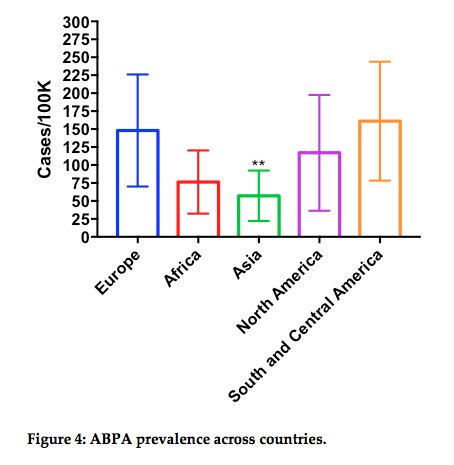 Cases/100K
300
275
250
225
200
175
150
125
100
75
50
25
0
**
Europe
Africa
Asia
North America
South and Central America
Figure 4: ABPA prevalence across countries.